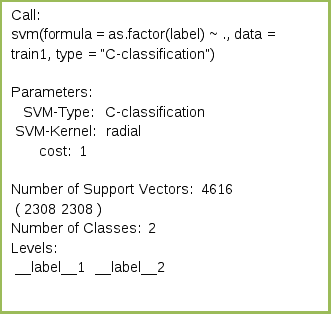 Call:
svm(formula = as.factor(label) ~ ., data =
train1, type = "C-classification")
Parameters:
SVM-Type: C-classification
SVM-Kernel: radial
cost: 1
Number of Support Vectors: 4616
( 2308 2308 )
Number of Classes: 2
Levels:
__label__1 __label__2